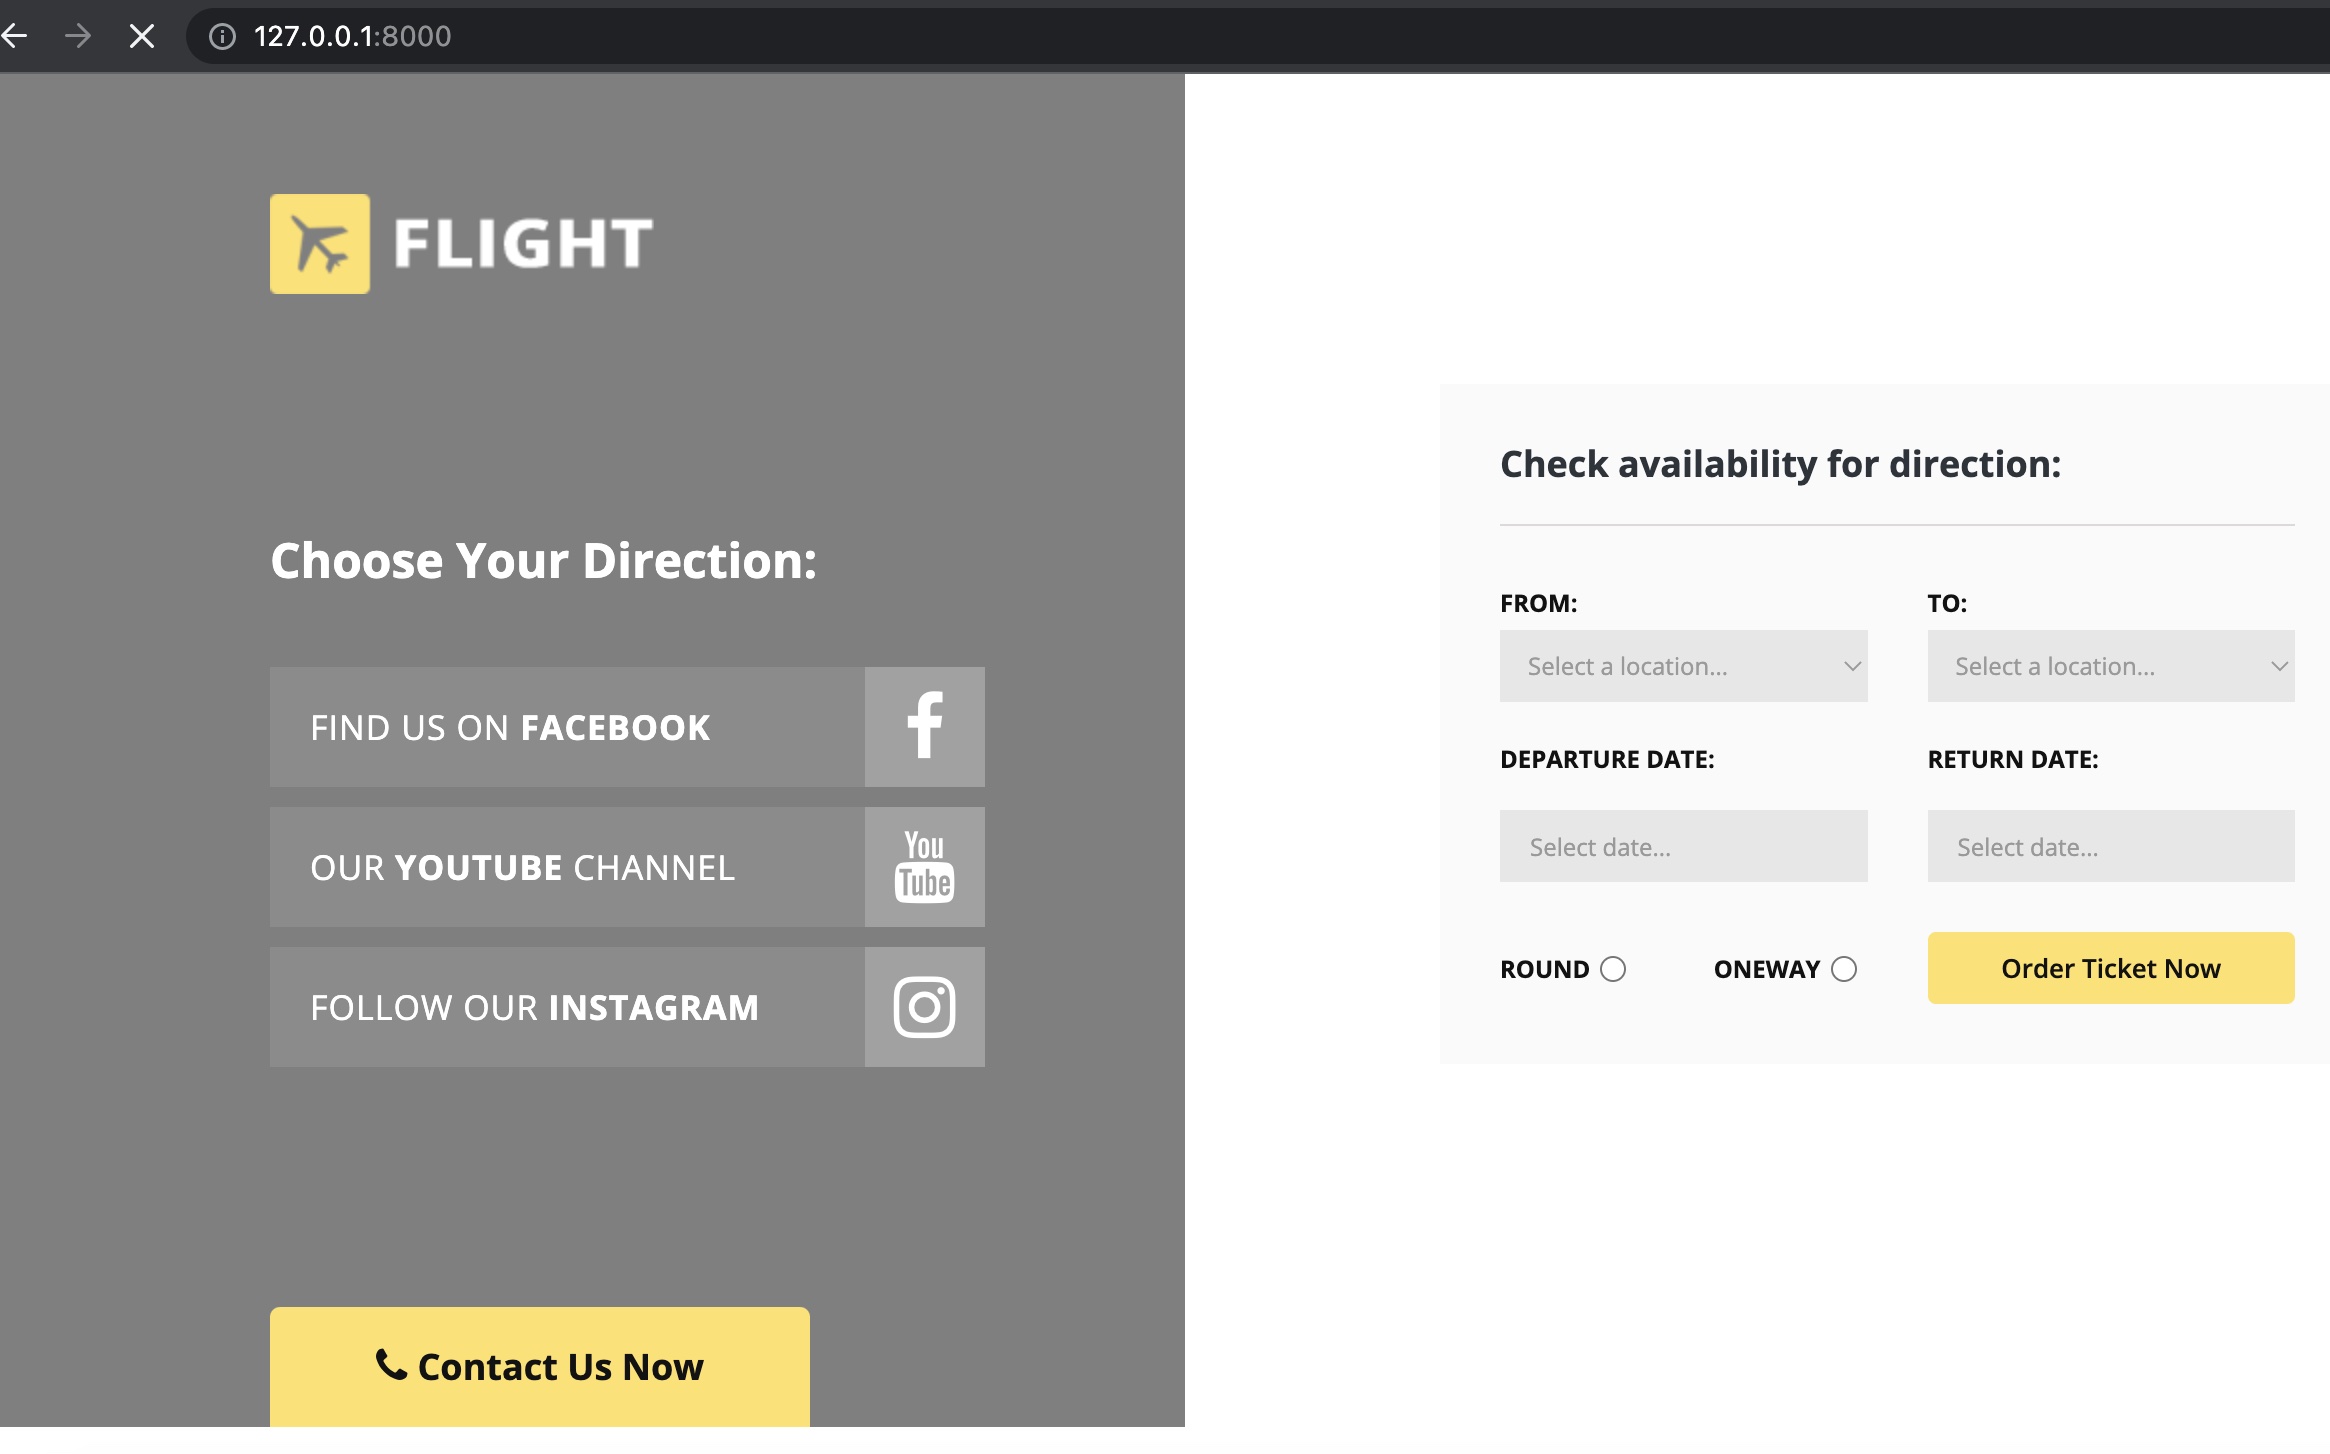 127.0.0.1:8000
FLIGHT
Choose Your Direction:
FIND US ON FACEBOOK
OUR YOUTUBE CHANNEL
You
Tube
FOLLOW OUR INSTAGRAM
Contact Us Now
Check availability for direction:
FROM:
Select a location...
TO:
Select a location...
DEPARTURE DATE:
Select date...
RETURN DATE:
Select date...
ROUND
ONEWAY
Order Ticket Now